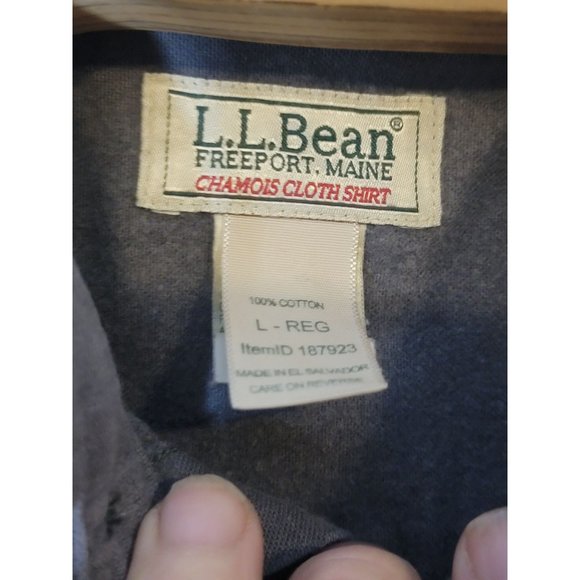 L.L.Bean®
FREEPORT, MAINE
CHAMOIS CLOTH SHIRT
100% COTTON
L - REG
ItemID 187923
MADE IN EL SALVADOR
CARE ON REVERSE